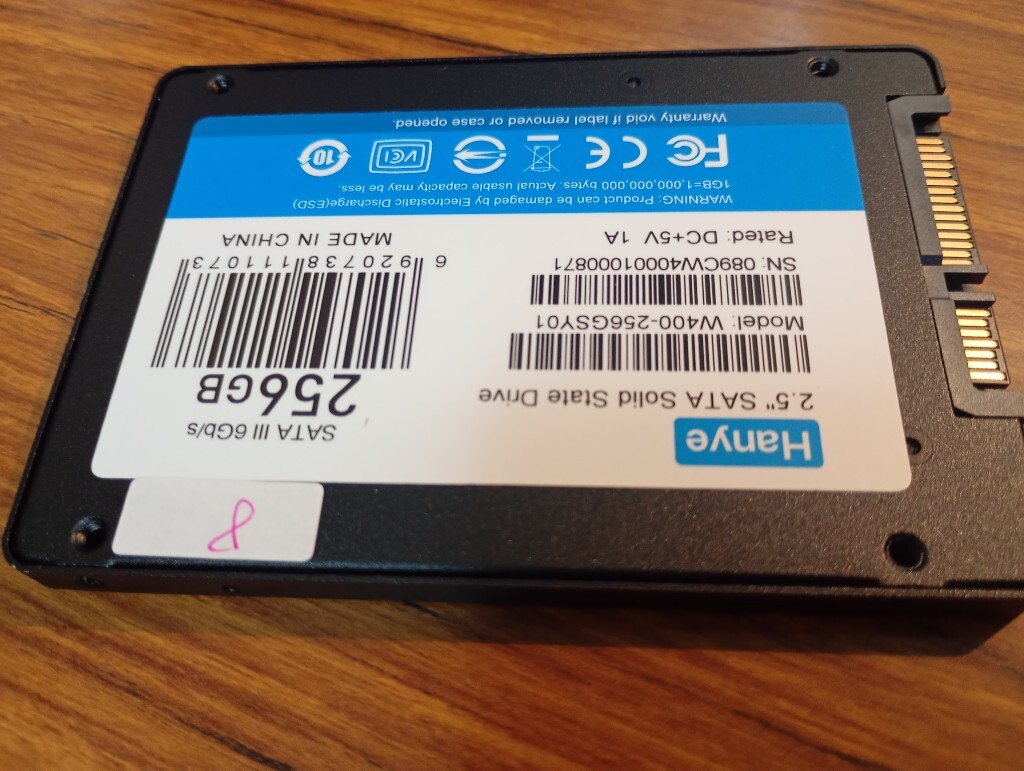 Hanye
2.5" SATA Solid State Drive
Model: W400-256GSY01
SN: 089CW40001000871
Rated: DC+5V 1A
SATA III 6Gb/s
256GB
6 920738 111073
MADE IN CHINA
WARNING: Product can be damaged by Electrostatic Discharge(ESD)
1GB=1,000,000,000 bytes. Actual usable capacity may be less.
FC CE VCI 10
Warranty void if label removed or case opened.
8